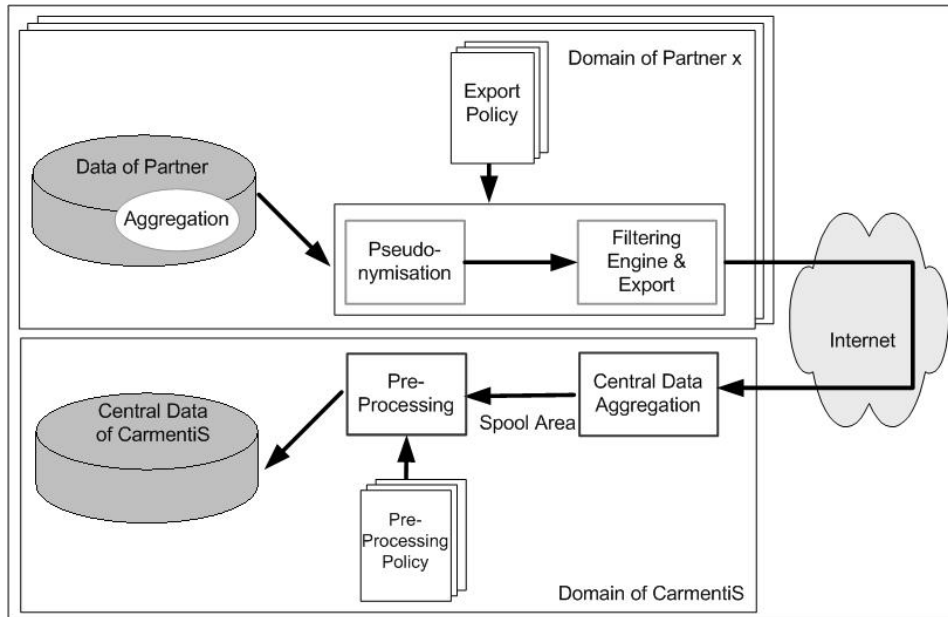 Domain of Partner x
Export
Policy
Data of Partner
Aggregation
Pseudo-
nymisation
Filtering
Engine &
Export
Internet
Central Data
of CarmentiS
Pre-
Processing
Spool Area
Central Data
Aggregation
Pre-
Processing
Policy
Domain of CarmentiS